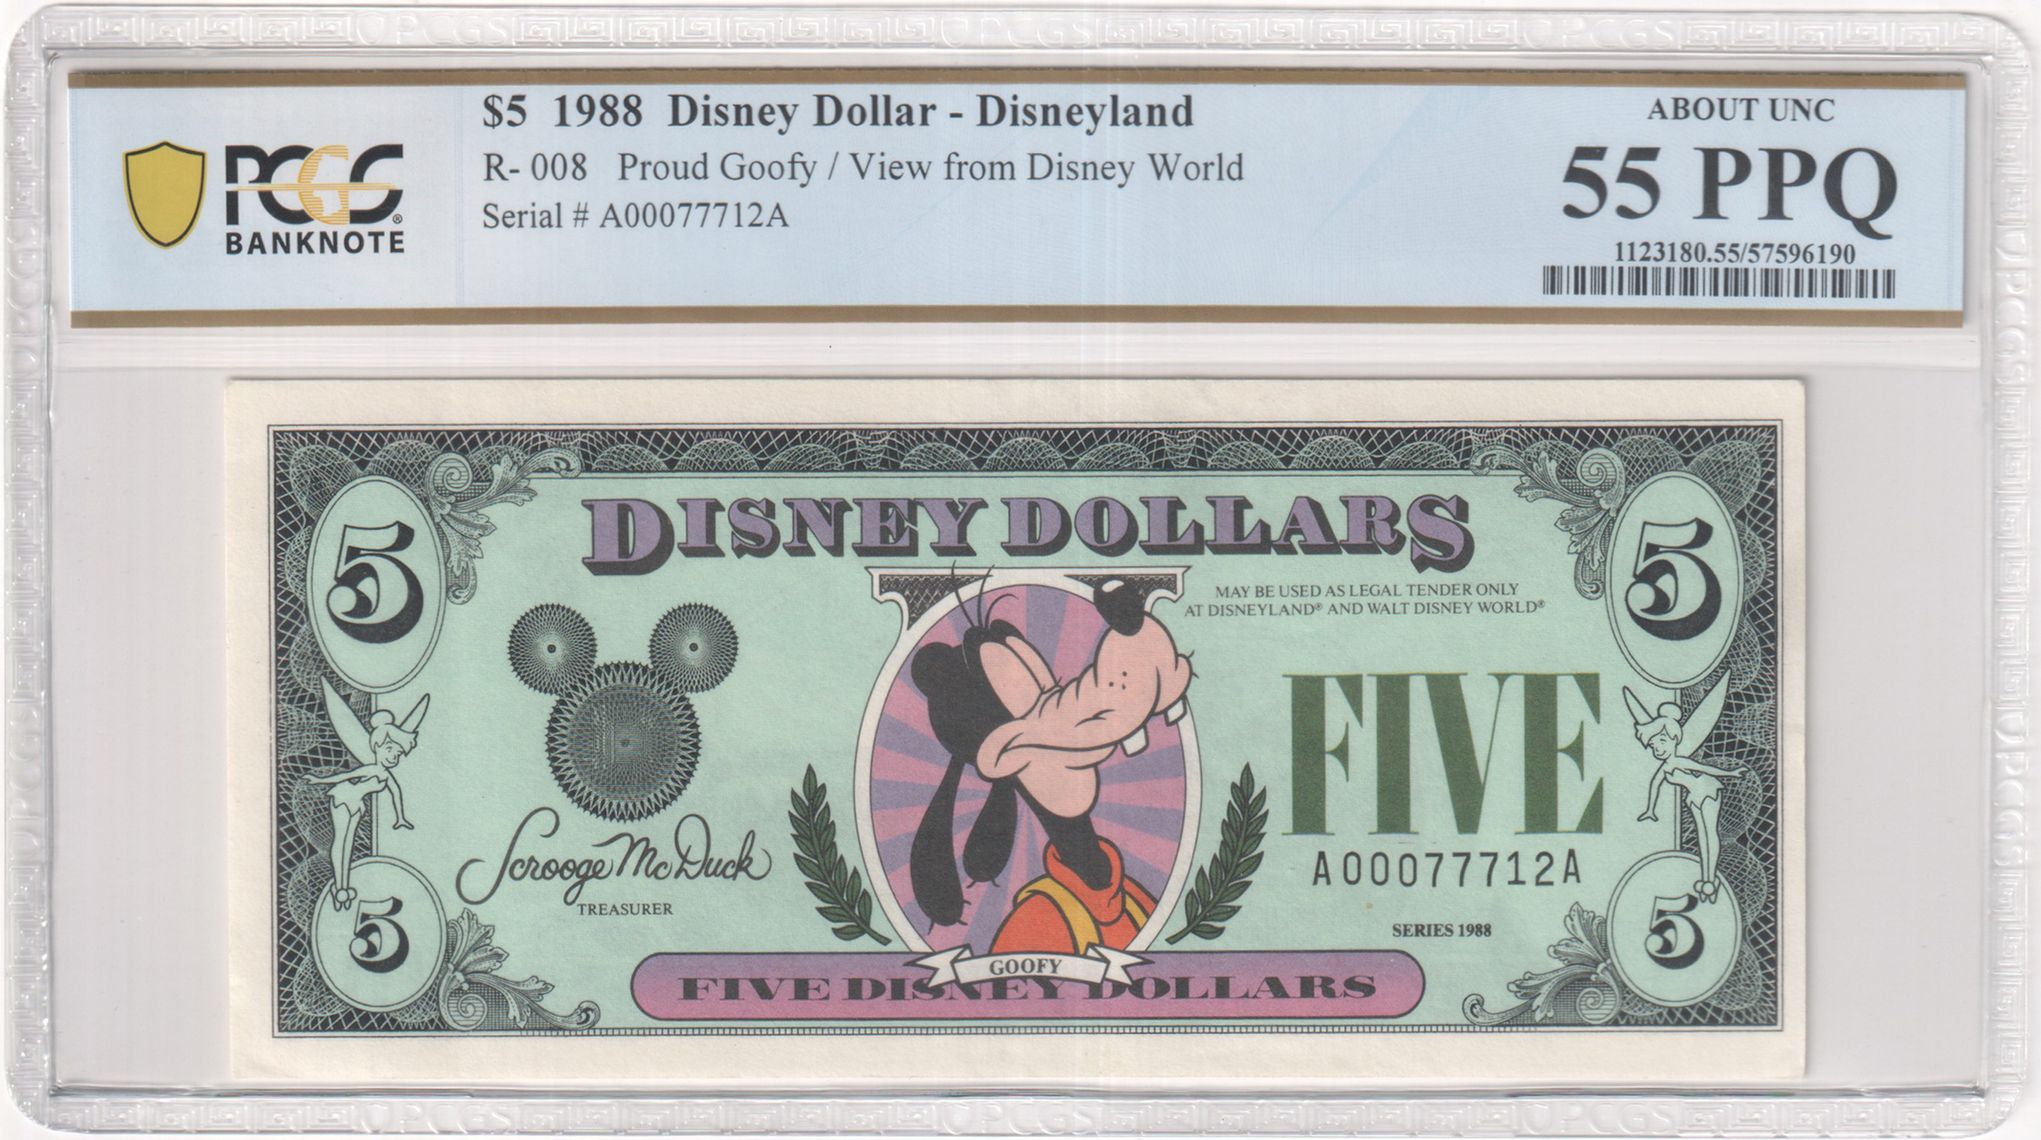 $5 1988 Disney Dollar - Disneyland
R- 008 Proud Goofy / View from Disney World
Serial # A00077712A
PCGS®
BANKNOTE
ABOUT UNC
55 PPQ
1123180.55/57596190
5
DISNEY DOLLARS
5
MAY BE USED AS LEGAL TENDER ONLY
AT DISNEYLAND® AND WALT DISNEY WORLD®
FIVE
Scrooge McDuck
TREASURER
A00077712A
5
SERIES 1988
5
GOOFY
FIVE DISNEY DOLLARS